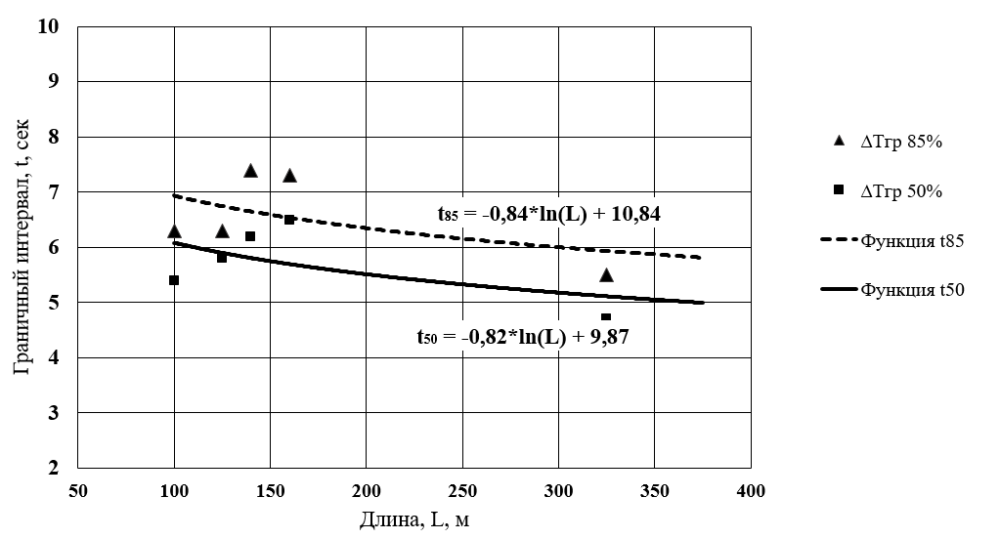 Граничный интервал, t, сек
10
9
8
7
6
5
4
3
2
50 100 150 200 250 300 350 400
Длина, L, м
t85 = -0,84*ln(L) + 10,84
t50 = -0,82*ln(L) + 9,87
ΔТгр 85%
ΔТгр 50%
Функция t85
Функция t50